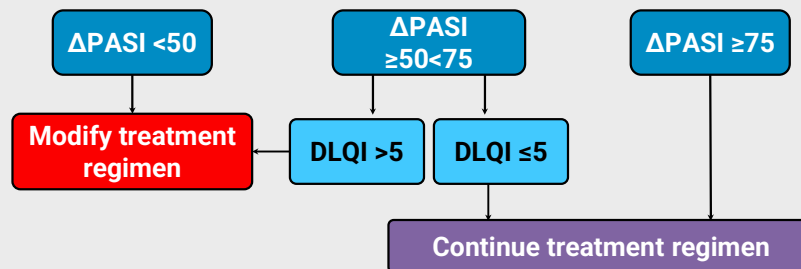 ΔPASI <50
ΔPASI
≥50<75
ΔPASI ≥75
Modify treatment
regimen
DLQI >5
DLQI ≤5
Continue treatment regimen